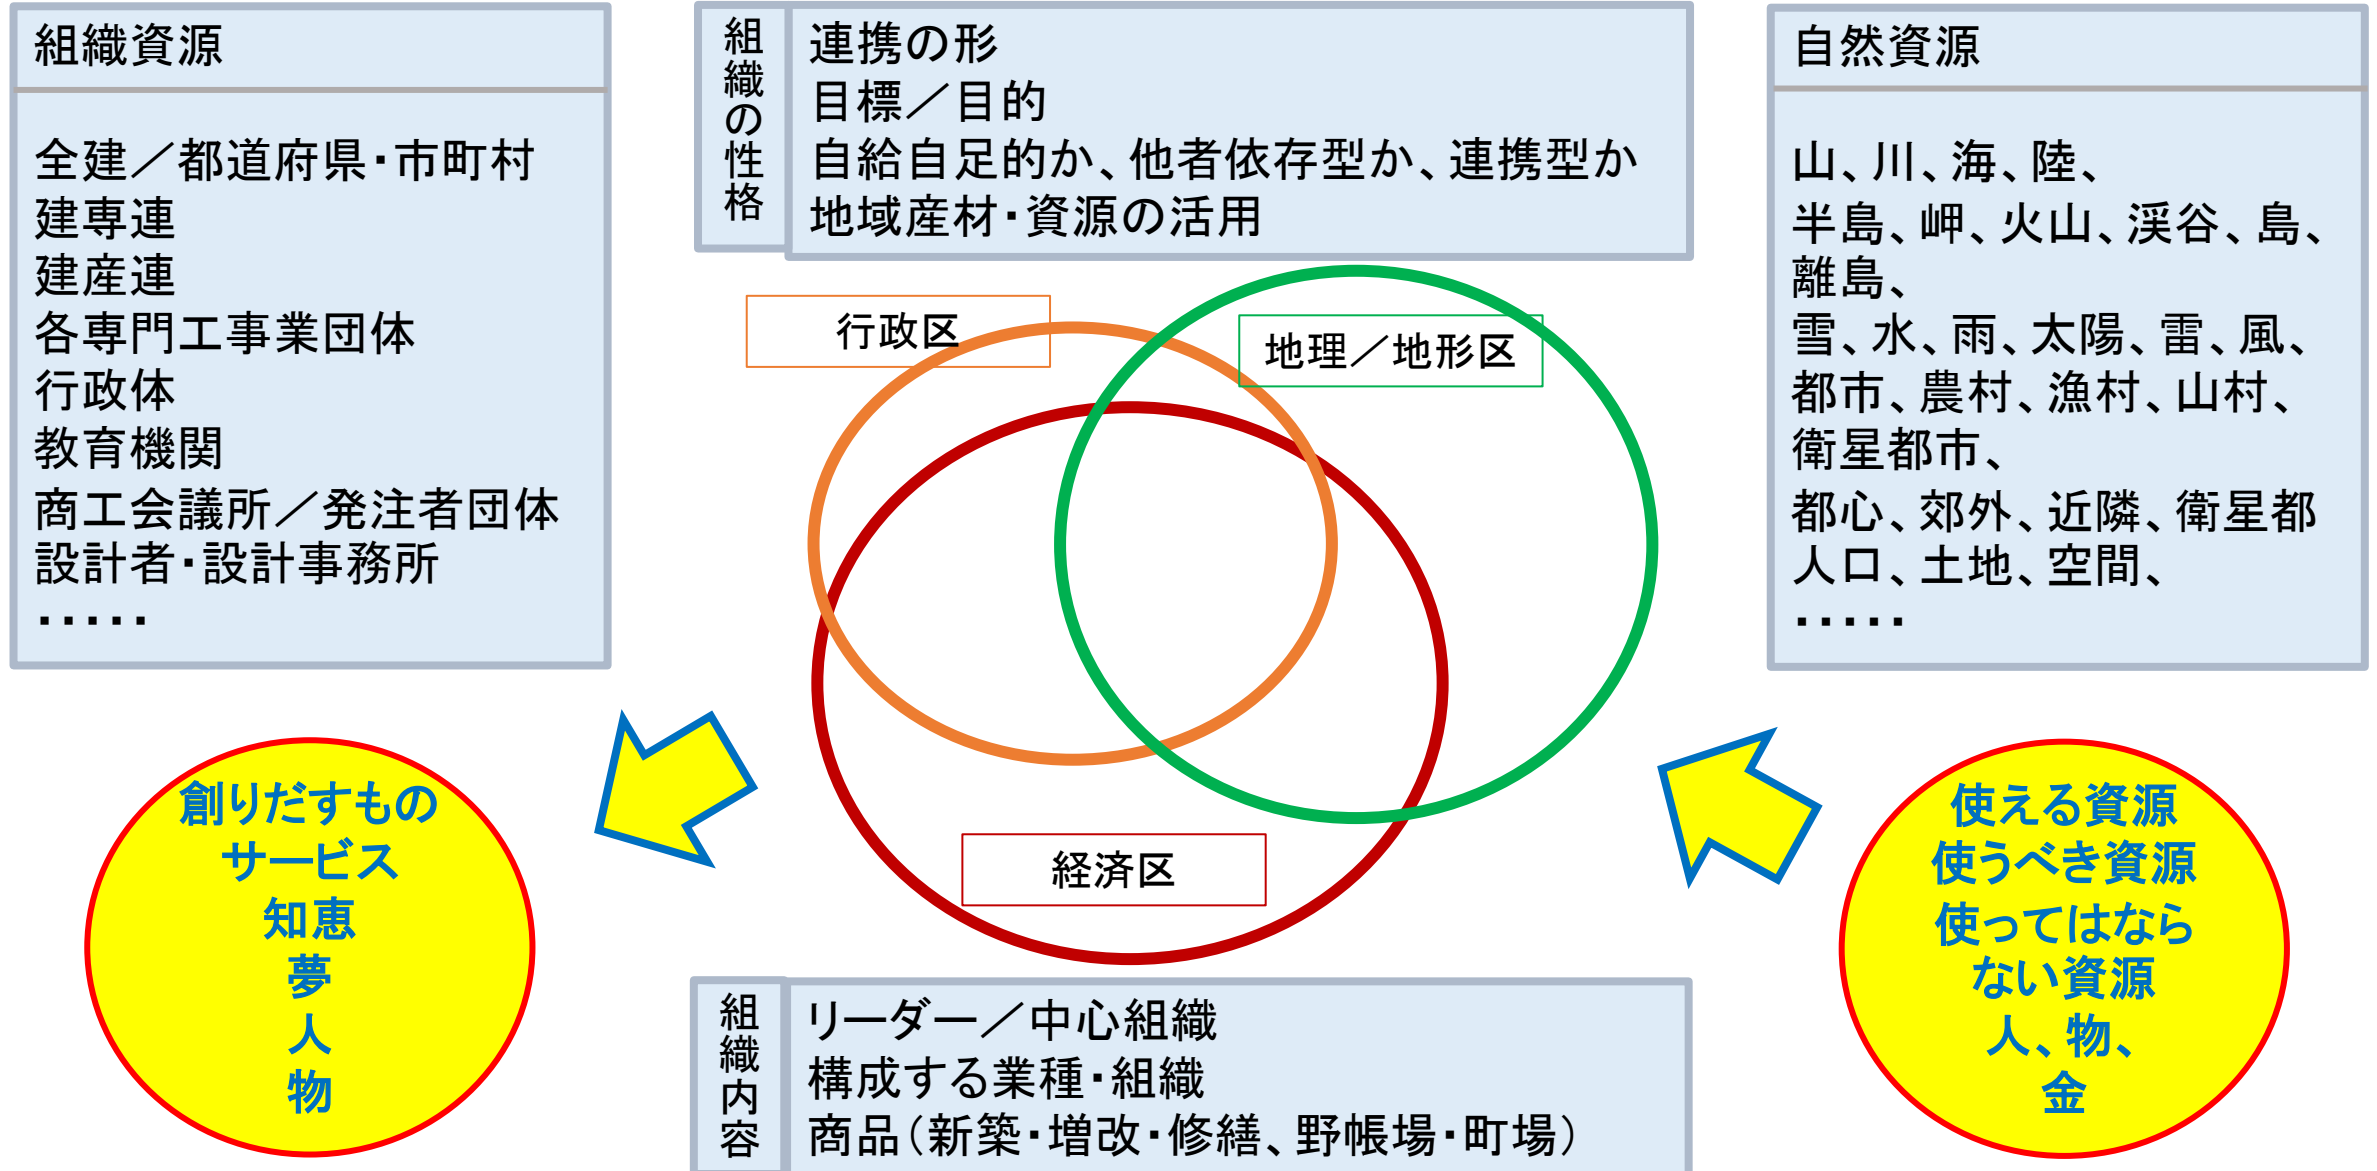 組織資源
全建／都道府県・市町村
建専連
建産連
各専門工事業団体
行政体
教育機関
商工会議所／発注者団体
設計者・設計事務所
・・・・・
組織の性格
連携の形
目標／目的
自給自足的か、他者依存型か、連携型か
地域産材・資源の活用
行政区
地理／地形区
経済区
自然資源
山、川、海、陸、
半島、岬、火山、渓谷、島、
離島、
雪、水、雨、太陽、雷、風、
都市、農村、漁村、山村、
衛星都市、
都心、郊外、近隣、衛星都
人口、土地、空間、
・・・・・
創りだすもの
サービス
知恵
夢
人
物
組織内容
リーダー／中心組織
構成する業種・組織
商品（新築・増改・修繕、野帳場・町場）
使える資源
使うべき資源
使ってはなら
ない資源
人、物、
金